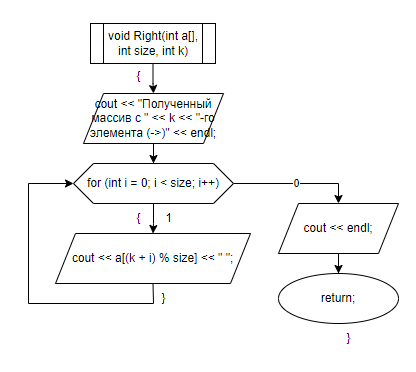 void Right(int a[],
int size, int k)
{
cout << "Полученный
массив с " << k << "-го
элемента (->)" << endl;
for (int i = 0; i < size; i++)
0
{ 1
cout << endl;
cout << a[(k + i) % size] << " ";
}
return;
}